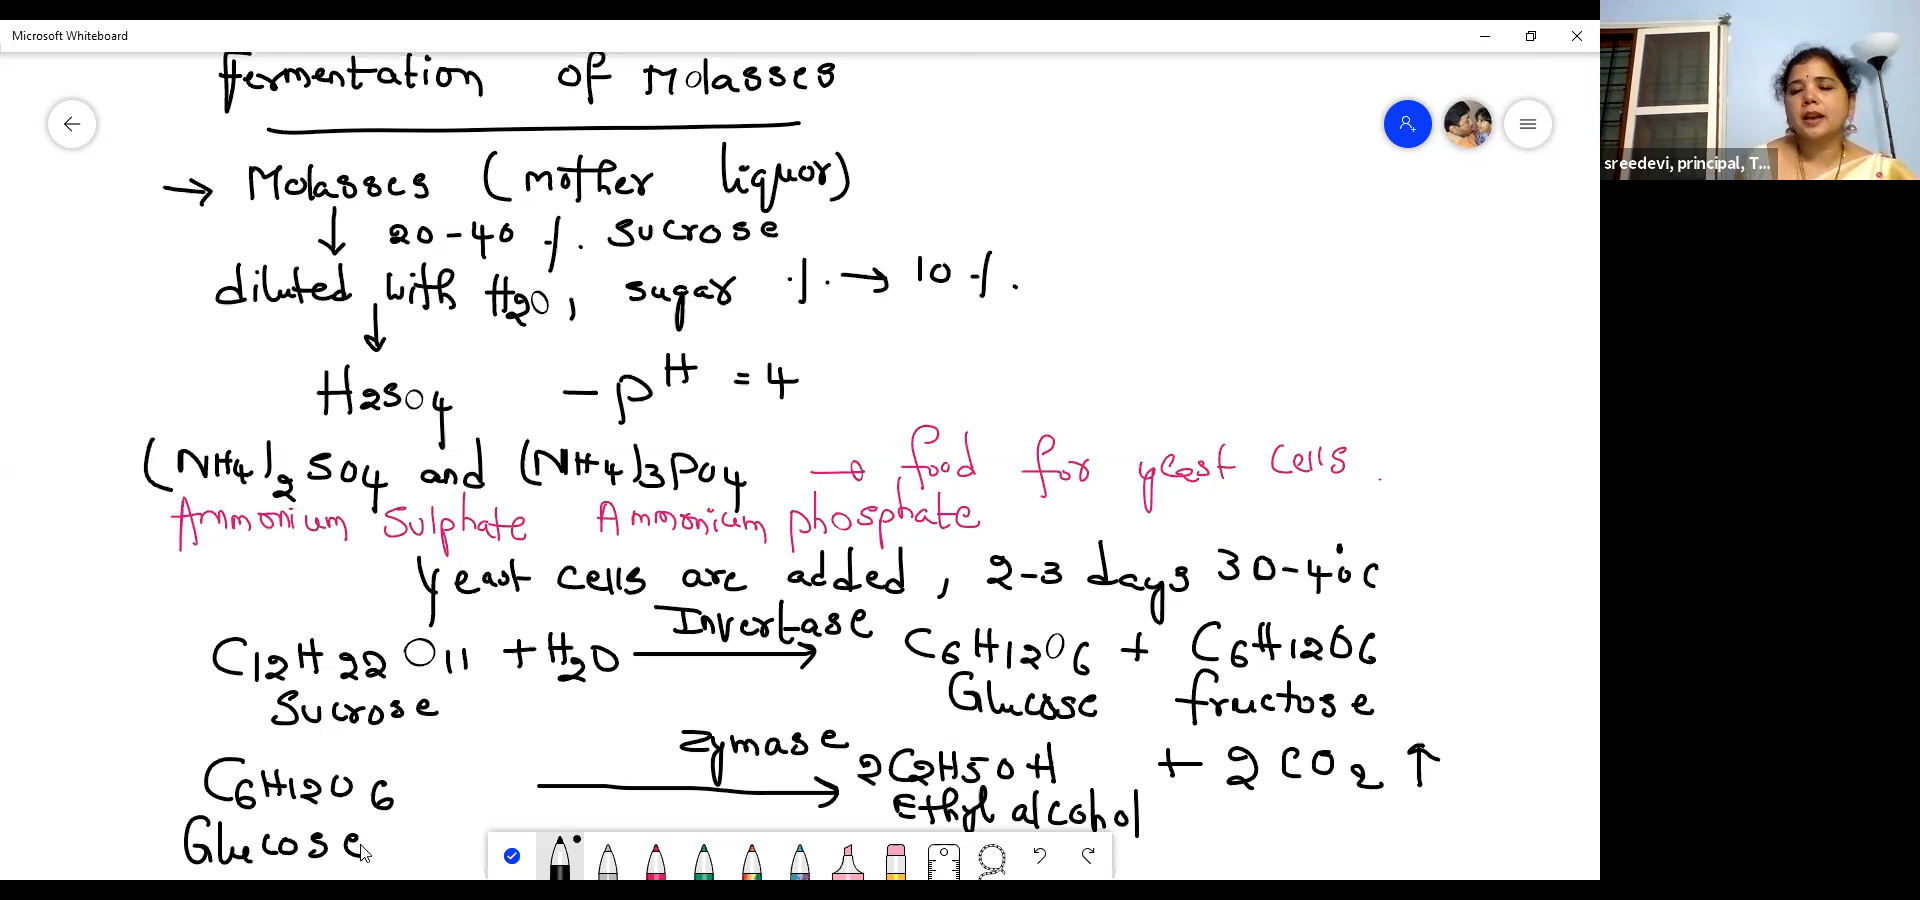 Microsoft Whiteboard
fermentation of Molasses
→ Molasses (mother liquor)
↓ 20-40 %. sucrose
diluted with H2O, sugar %. → 10 %.
↓
H2SO4 - pH = 4
(NH4)2SO4 and (NH4)3PO4 → food for yeast cells.
Ammonium Sulphate Ammonium phosphate
Yeast cells are added, 2-3 days 30-40°C
C12H22O11 + H2O Invertase → C6H12O6 + C6H12O6
Sucrose Glucose fructose
C6H12O6 Zymase → 2C2H5OH + 2CO2 ↑
Glucose Ethyl alcohol
sreedevi, principal, T...